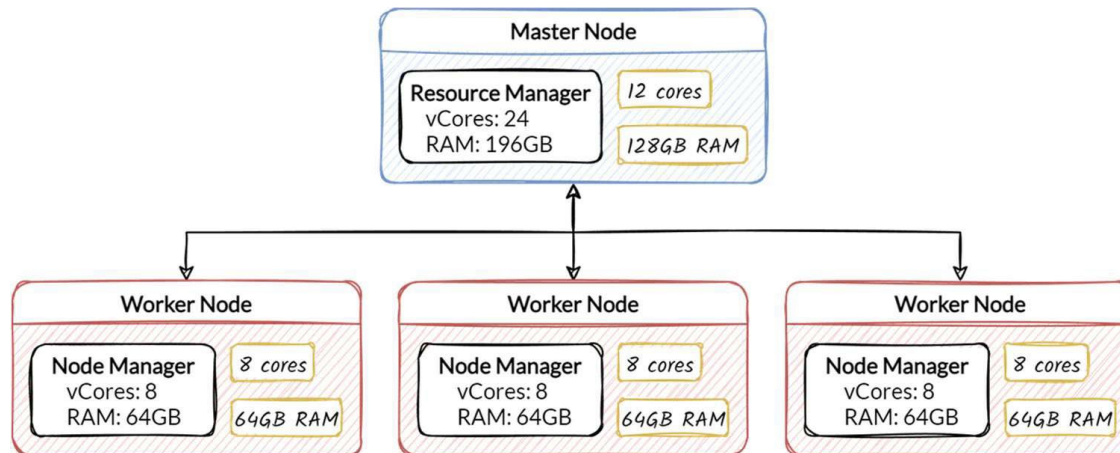 Master Node
Resource Manager
vCores: 24
RAM: 196GB
12 cores
128GB RAM
Worker Node
Node Manager
vCores: 8
RAM: 64GB
8 cores
64GB RAM
Worker Node
Node Manager
vCores: 8
RAM: 64GB
8 cores
64GB RAM
Worker Node
Node Manager
vCores: 8
RAM: 64GB
8 cores
64GB RAM